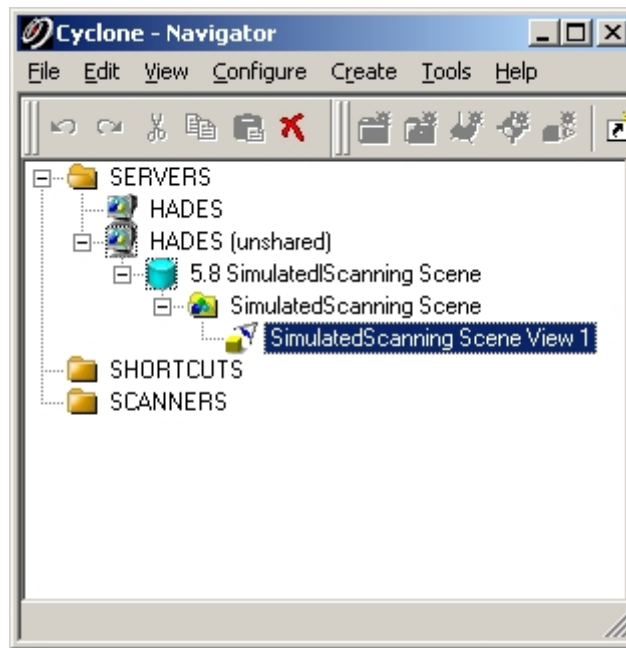 Cyclone - Navigator
File Edit View Configure Create Tools Help
SERVERS
HADES
HADES (unshared)
5.8 SimulatedlScanning Scene
SimulatedScanning Scene
SimulatedScanning Scene View 1
SHORTCUTS
SCANNERS